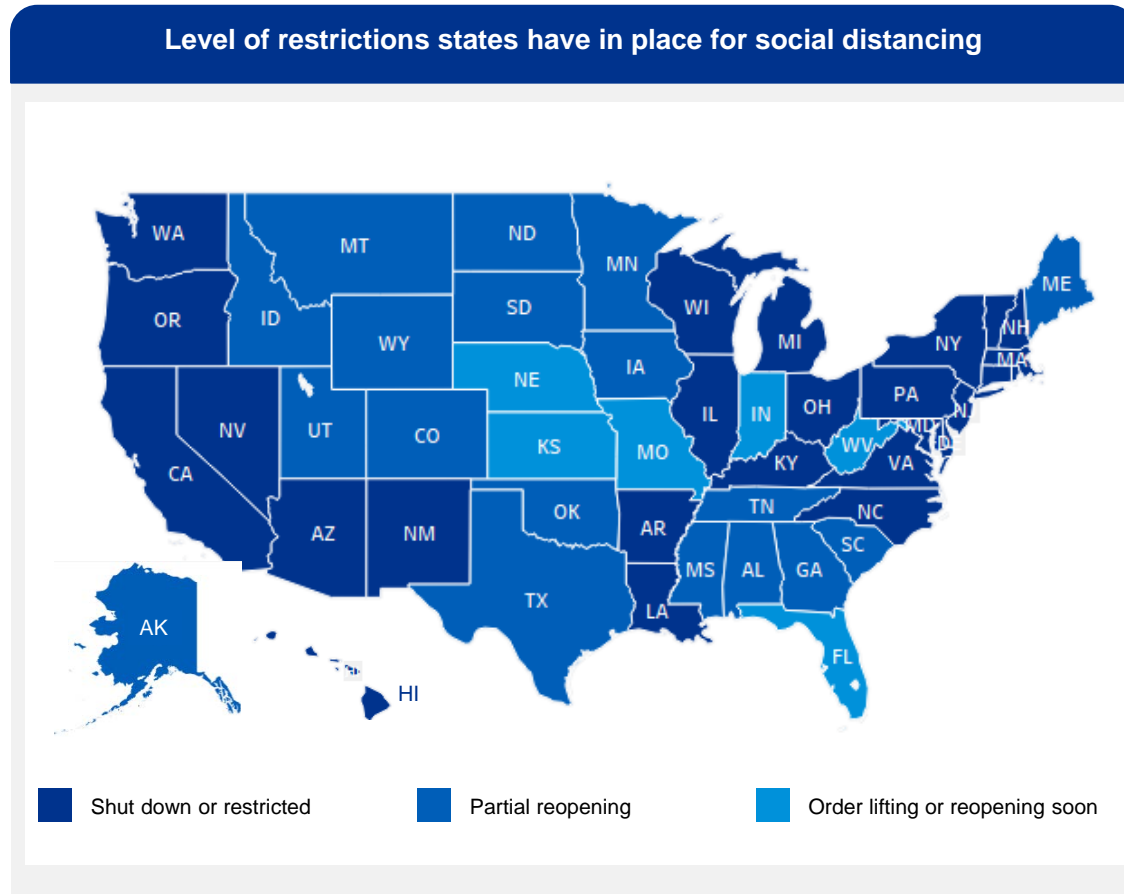 Level of restrictions states have in place for social distancing
WA
MT
ND
MN
ME
OR
ID
SD
WI
MI
NY
NH
WY
MA
IA
NE
PA
NV
UT
CO
IL
IN
OH
KS
MO
WV
MD
CA
KY
VA
DE
AZ
NM
OK
AR
TN
NC
SC
MS
AL
GA
TX
LA
AK
FL
HI
Shut down or restricted
Partial reopening
Order lifting or reopening soon